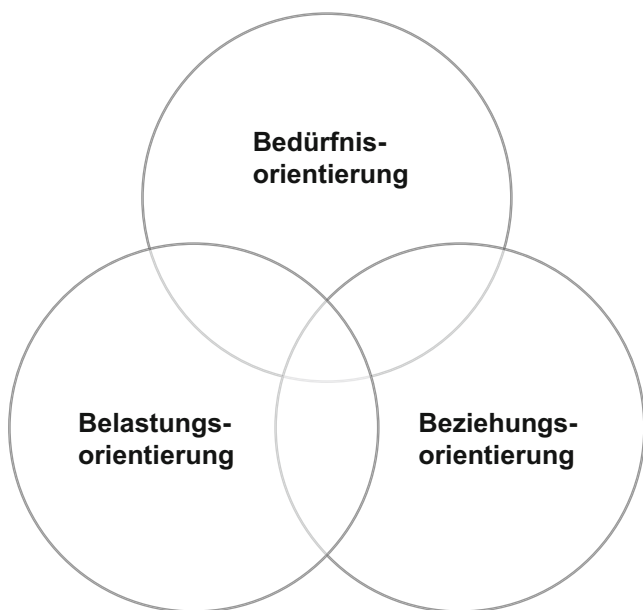 Bedürfnis-
orientierung
Belastungs-
orientierung
Beziehungs-
orientierung